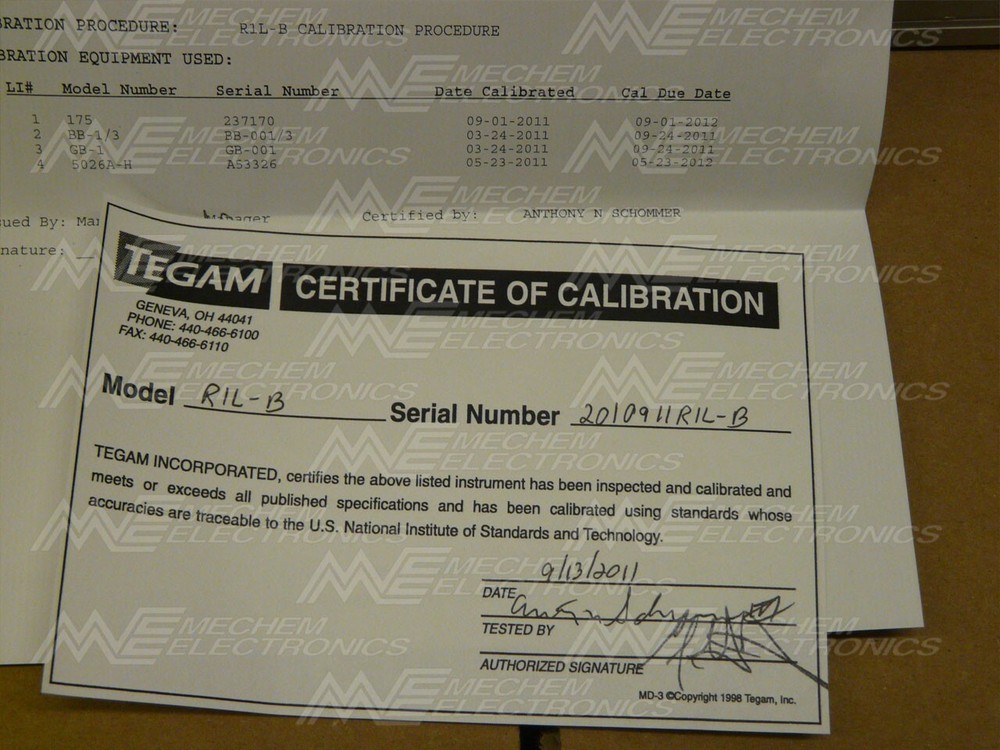 BRATION PROCEDURE: R1L-B CALIBRATION PROCEDURE
BRATION EQUIPMENT USED:
LI# Model Number Serial Number Date Calibrated Cal Due Date
1 175 237170 09-01-2011 09-01-2012
2 BB-1/3 BB-001/3 03-24-2011 09-24-2011
3 GB-1 GB-001 03-24-2011 09-24-2011
4 5026A-H A53326 05-23-2011 05-23-2012
ued By: Certified by: ANTHONY N SCHOMMER
nature:
TEGAM CERTIFICATE OF CALIBRATION
GENEVA, OH 44041
PHONE: 440-466-6100
FAX: 440-466-6110
Model R1L-B Serial Number 2010911R1L-B
TEGAM INCORPORATED, certifies the above listed instrument has been inspected and calibrated and
meets or exceeds all published specifications and has been calibrated using standards whose
accuracies are traceable to the U.S. National Institute of Standards and Technology.
9/13/2011
DATE
TESTED BY
AUTHORIZED SIGNATURE
MD-3 ©Copyright 1998 Tegam, Inc.
MECHEM ELECTRONICS